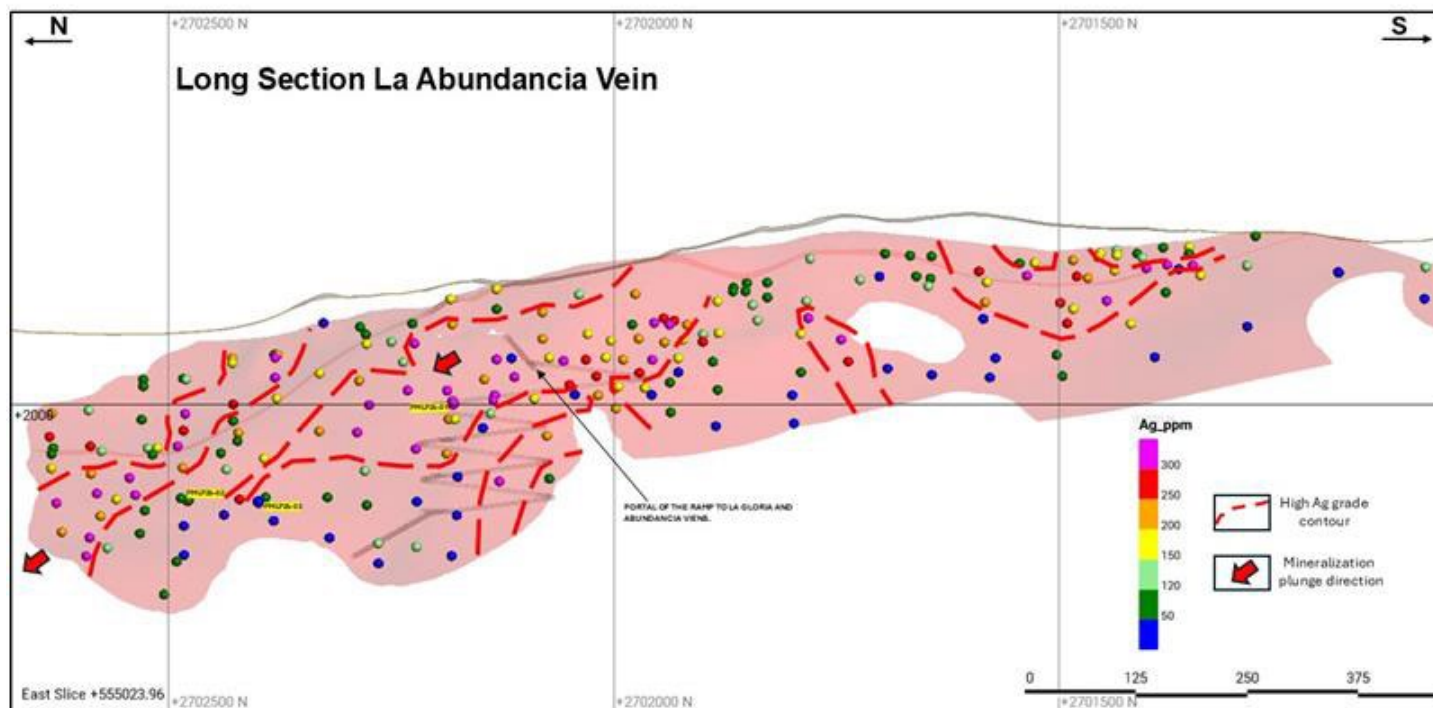 N
+2702500 N
+2702000 N
+2701500 N
S
Long Section La Abundancia Vein
+2000
PORTAL OF THE RAMP TO LA GLORIA AND
ABUNDANCIA VIENS.
Ag_ppm
300
250
200
150
120
50
High Ag grade
contour
Mineralization
plunge direction
0 125 250 375
East Slice +555023.96
+2702500 N
+2702000 N
+2701500 N